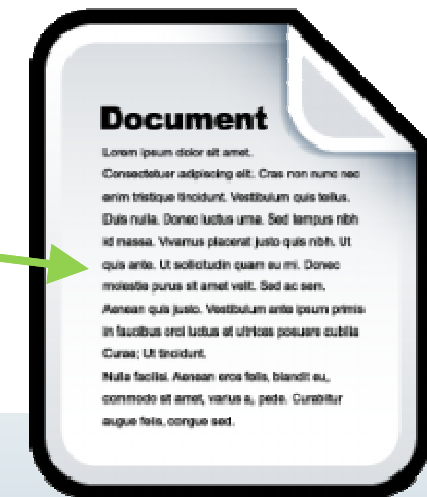 Document
Lorem ipsum dolor sit amet,
Consectetuer adipiscing elit. Cras non nunc nec
enim tristique tincidunt. Vestibulum quis tellus.
Duis nulla. Donec luctus urna. Sed tempus nibh
id massa. Vivamus placerat justo quis nibh. Ut
quis ante. Ut sollicitudin quam eu mi. Donec
molestie purus sit amet velit. Sed ac sem.
Aenean quis justo. Vestibulum ante ipsum primis
in faucibus orci luctus et ultrices posuere cubilia
Curae; Ut tincidunt.
Nulla facilisi. Aenean eros felis, blandit eu,
commodo sit amet, varius a, pede. Curabitur
augue felis, congue sed.